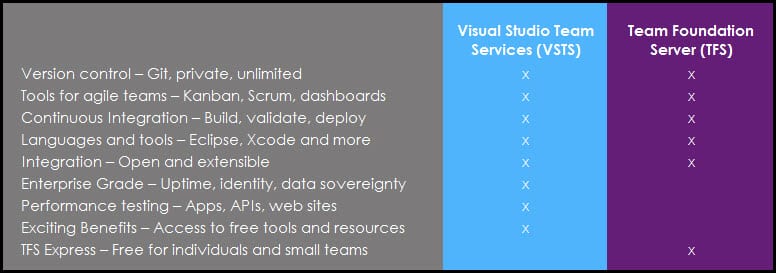 Visual Studio Team Services (VSTS)
Team Foundation Server (TFS)
Version control – Git, private, unlimited x x
Tools for agile teams – Kanban, Scrum, dashboards x x
Continuous Integration – Build, validate, deploy x x
Languages and tools – Eclipse, Xcode and more x x
Integration – Open and extensible x x
Enterprise Grade – Uptime, identity, data sovereignty x
Performance testing – Apps, APIs, web sites x
Exciting Benefits – Access to free tools and resources x
TFS Express – Free for individuals and small teams x